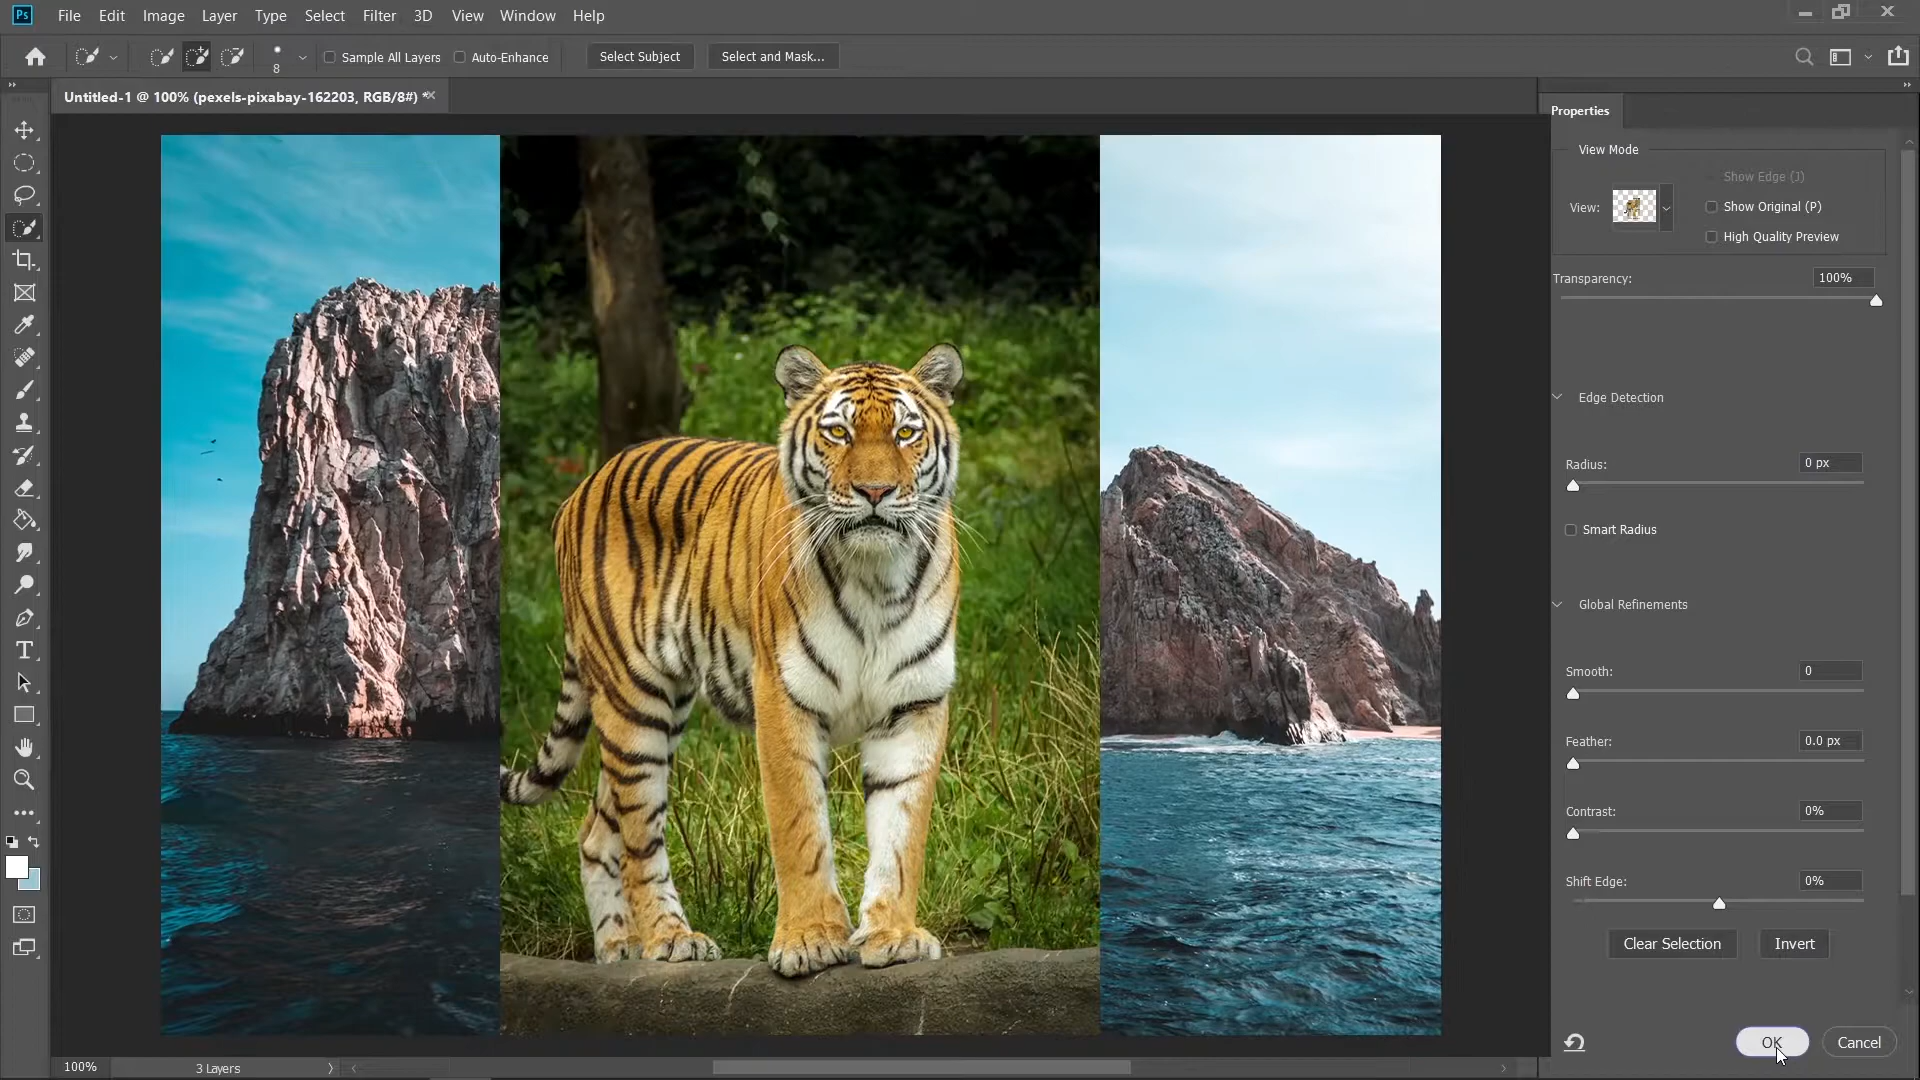 Ps File Edit Image Layer Type Select Filter 3D View Window Help
8 Sample All Layers Auto-Enhance Select Subject Select and Mask...
Untitled-1 @ 100% (pexels-pixabay-162203, RGB/8#) *
Properties
View Mode
Show Edge (J)
View: Show Original (P)
High Quality Preview
Transparency: 100%
Edge Detection
Radius: 0 px
Smart Radius
Global Refinements
Smooth: 0
Feather: 0.0 px
Contrast: 0%
Shift Edge: 0%
Clear Selection Invert
OK Cancel
100% 3 Layers